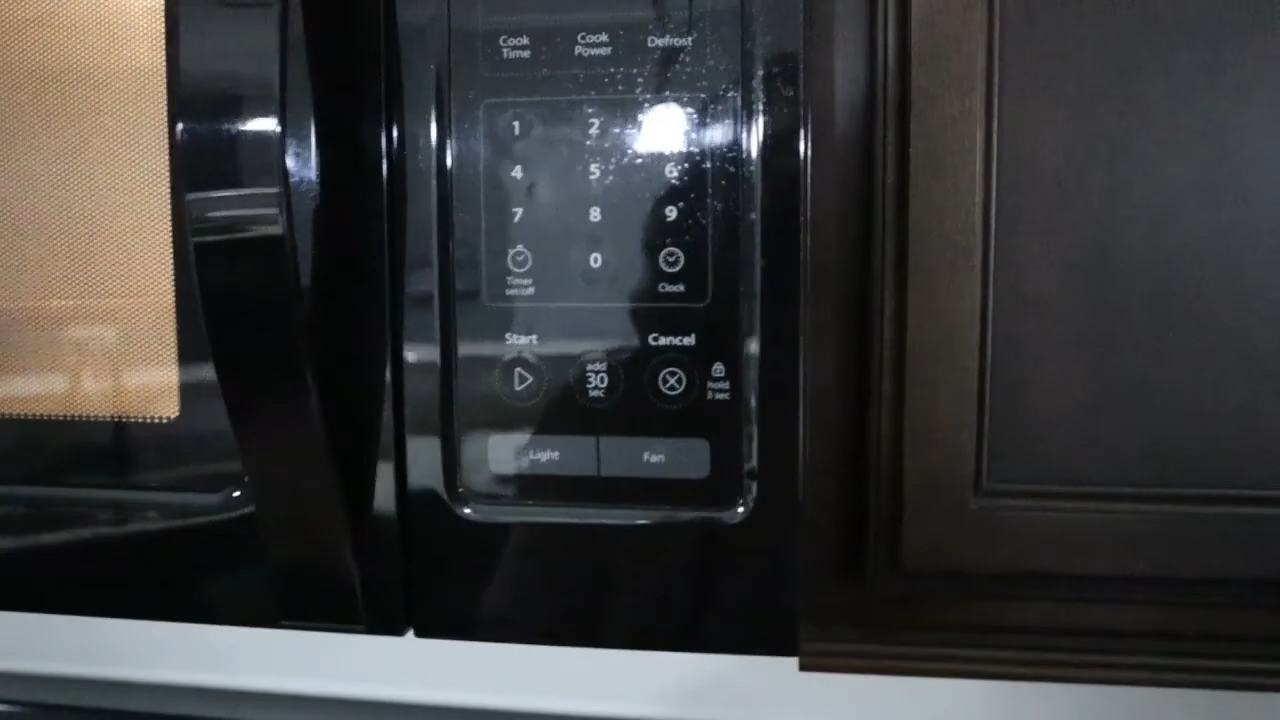 Cook Time
Cook Power
Defrost
1 2
4 5 6
7 8 9
Timer set/off
0
Clock
Start
Cancel
add 30 sec
hold 3 sec
Light
Fan